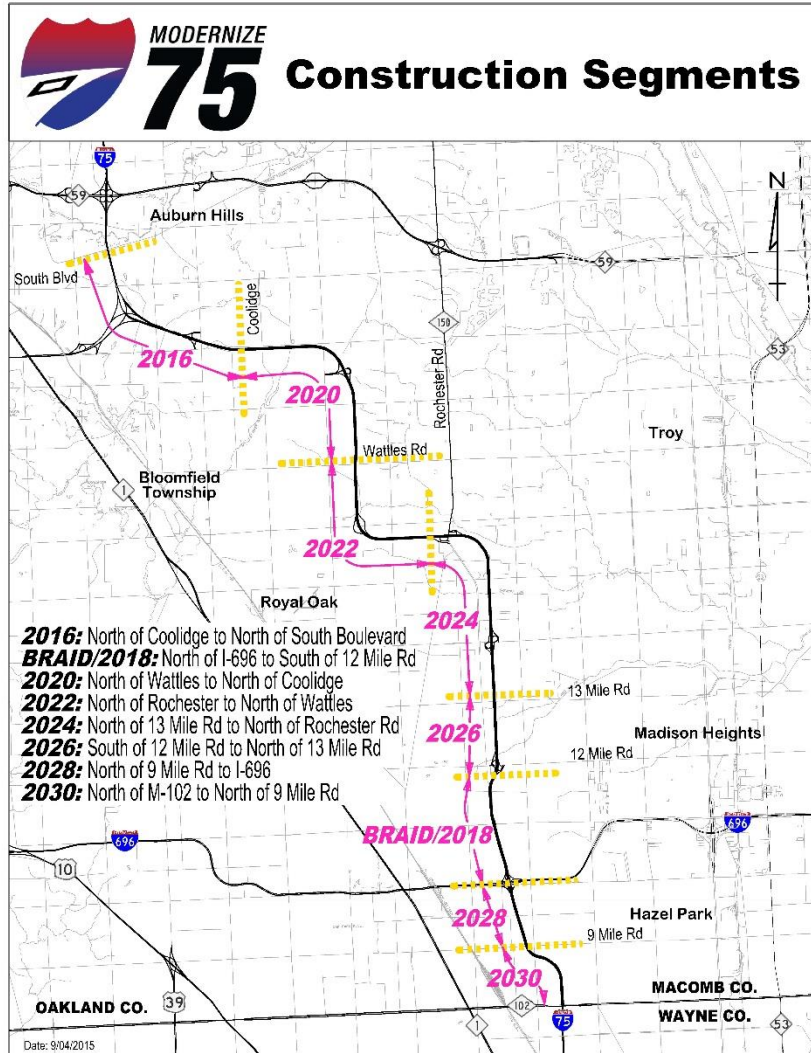 MODERNIZE
75
Construction Segments
75
N
59
Auburn Hills
South Blvd
59
Coolidge
150
53
2016
Rochester Rd
2020
Troy
Wattles Rd
Bloomfield
Township
1
2022
Royal Oak
2024
2016: North of Coolidge to North of South Boulevard
BRAID/2018: North of I-696 to South of 12 Mile Rd
2020: North of Wattles to North of Coolidge
2022: North of Rochester to North of Wattles
2024: North of 13 Mile Rd to North of Rochester Rd
2026: South of 12 Mile Rd to North of 13 Mile Rd
2028: North of 9 Mile Rd to I-696
2030: North of M-102 to North of 9 Mile Rd
13 Mile Rd
2026
Madison Heights
12 Mile Rd
BRAID/2018
696
696
10
2028
Hazel Park
9 Mile Rd
2030
MACOMB CO.
OAKLAND CO.
39
102
WAYNE CO.
1
75
53
Date: 9/04/2015